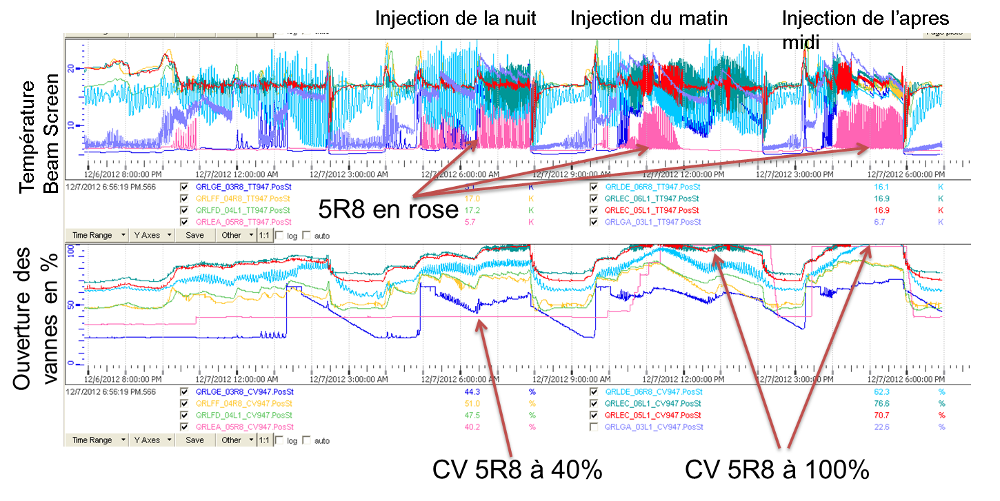 Injection de la nuit
Injection du matin
Injection de l’apres
midi
log
auto
Température
Beam Screen
20
10
12/6/2012 8:00:00 PM
12/7/2012 12:00:00 AM
12/7/2012 3:00:00 AM
12/7/2012 6:00:00 AM
12/7/2012 9:00:00 AM
12/7/2012 12:00:00 PM
12/7/2012 3:00:00 PM
12/7/2012 6:00:00 PM
12/7/2012 6:56:19 PM.566
QRLGE_03R8_TT947.PosSt K
QRLDE_06R8_TT947.PosSt 16.1 K
QRLFF_04R8_TT947.PosSt 17.0 K
QRLEC_06L1_TT947.PosSt 16.9 K
QRLFD_04L1_TT947.PosSt 17.2 K
QRLEC_05L1_TT947.PosSt 16.9 K
QRLEA_05R8_TT947.PosSt 5.7 K
QRLGA_03L1_TT947.PosSt 6.7 K
5R8 en rose
Time Range Y Axes Save Other 1:1 log auto
Ouverture des
vannes en %
100
50
0
12/6/2012 8:00:00 PM
12/7/2012 12:00:00 AM
12/7/2012 3:00:00 AM
12/7/2012 6:00:00 AM
12/7/2012 9:00:00 AM
12/7/2012 12:00:00 PM
12/7/2012 3:00:00 PM
12/7/2012 6:00:00 PM
12/7/2012 6:56:19 PM.566
QRLGE_03R8_CV947.PosSt 44.3 %
QRLDE_06R8_CV947.PosSt 62.3 %
QRLFF_04R8_CV947.PosSt 51.0 %
QRLEC_06L1_CV947.PosSt 76.6 %
QRLFD_04L1_CV947.PosSt 47.5 %
QRLEC_05L1_CV947.PosSt 70.7 %
QRLEA_05R8_CV947.PosSt 40.2 %
QRLGA_03L1_CV947.PosSt 22.6 %
Time Range Y Axes Save Other 1:1 log auto
CV 5R8 à 40%
CV 5R8 à 100%